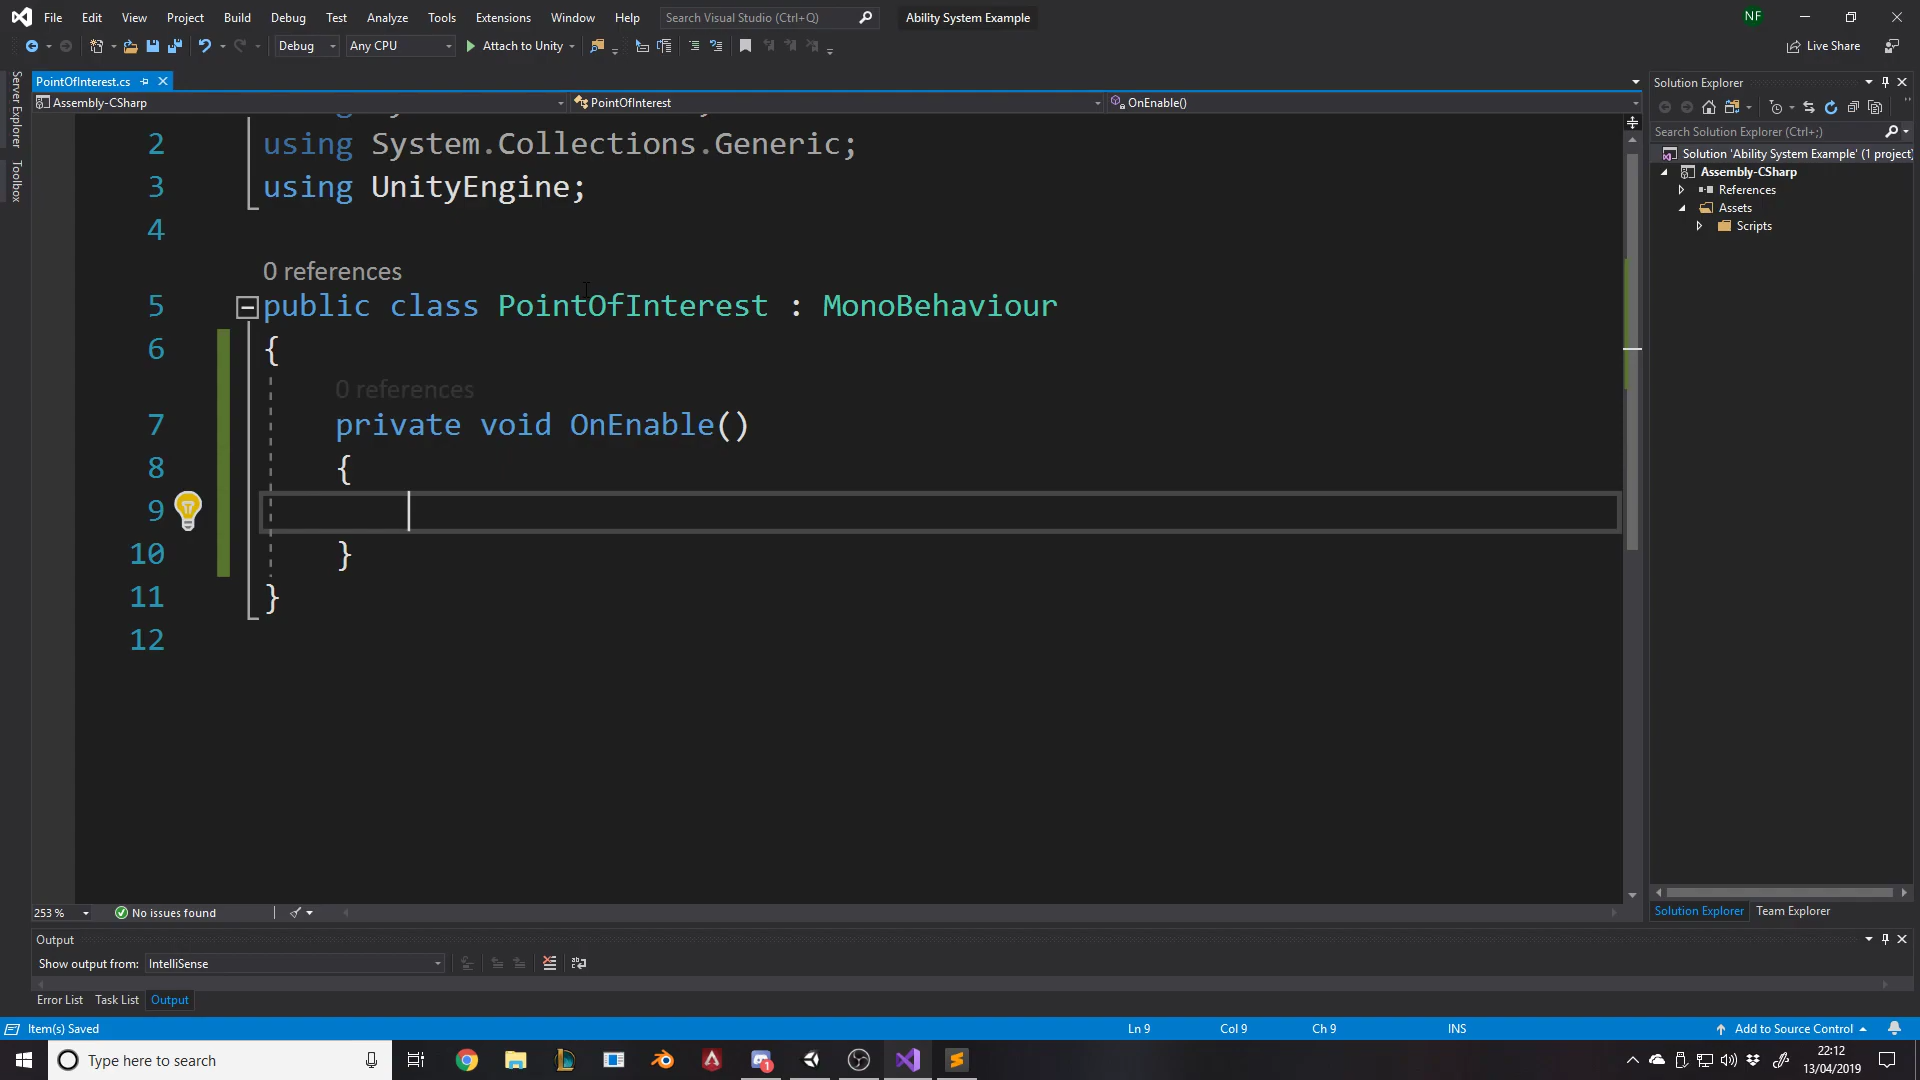 File Edit View Project Build Debug Test Analyze Tools Extensions Window Help Search Visual Studio (Ctrl+Q) Ability System Example NF
Debug Any CPU Attach to Unity Live Share
PointOfInterest.cs
Assembly-CSharp PointOfInterest OnEnable()
Server Explorer
Toolbox
2 using System.Collections.Generic;
3 using UnityEngine;
4
0 references
5 public class PointOfInterest : MonoBehaviour
6 {
0 references
7 private void OnEnable()
8 {
9
10 }
11 }
12
Solution Explorer
Search Solution Explorer (Ctrl+;)
Solution 'Ability System Example' (1 project)
Assembly-CSharp
References
Assets
Scripts
253 % No issues found
Solution Explorer Team Explorer
Output
Show output from: IntelliSense
Error List Task List Output
Item(s) Saved Ln 9 Col 9 Ch 9 INS Add to Source Control
Type here to search
1
22:12
13/04/2019